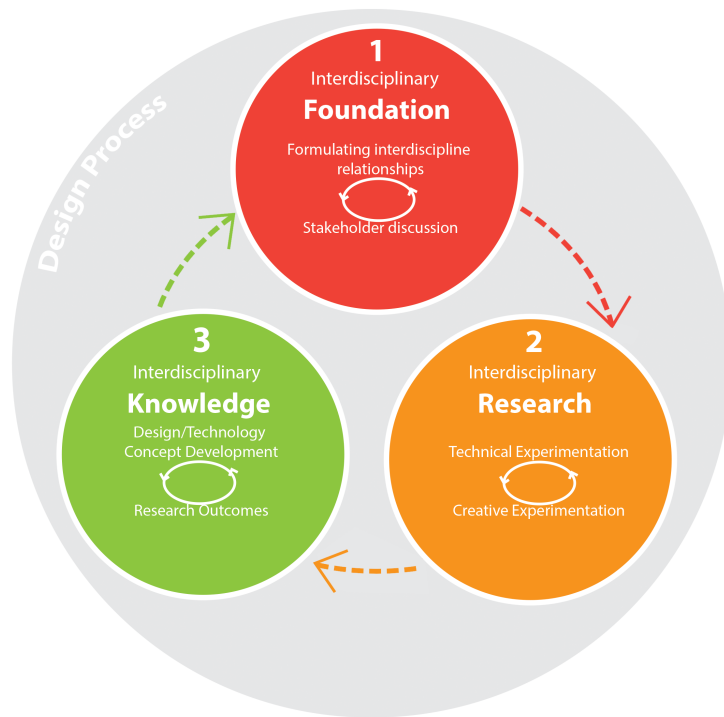 Design Process
1
Interdisciplinary
Foundation
Formulating interdiscipline
relationships
Stakeholder discussion
2
Interdisciplinary
Research
Technical Experimentation
Creative Experimentation
3
Interdisciplinary
Knowledge
Design/Technology
Concept Development
Research Outcomes